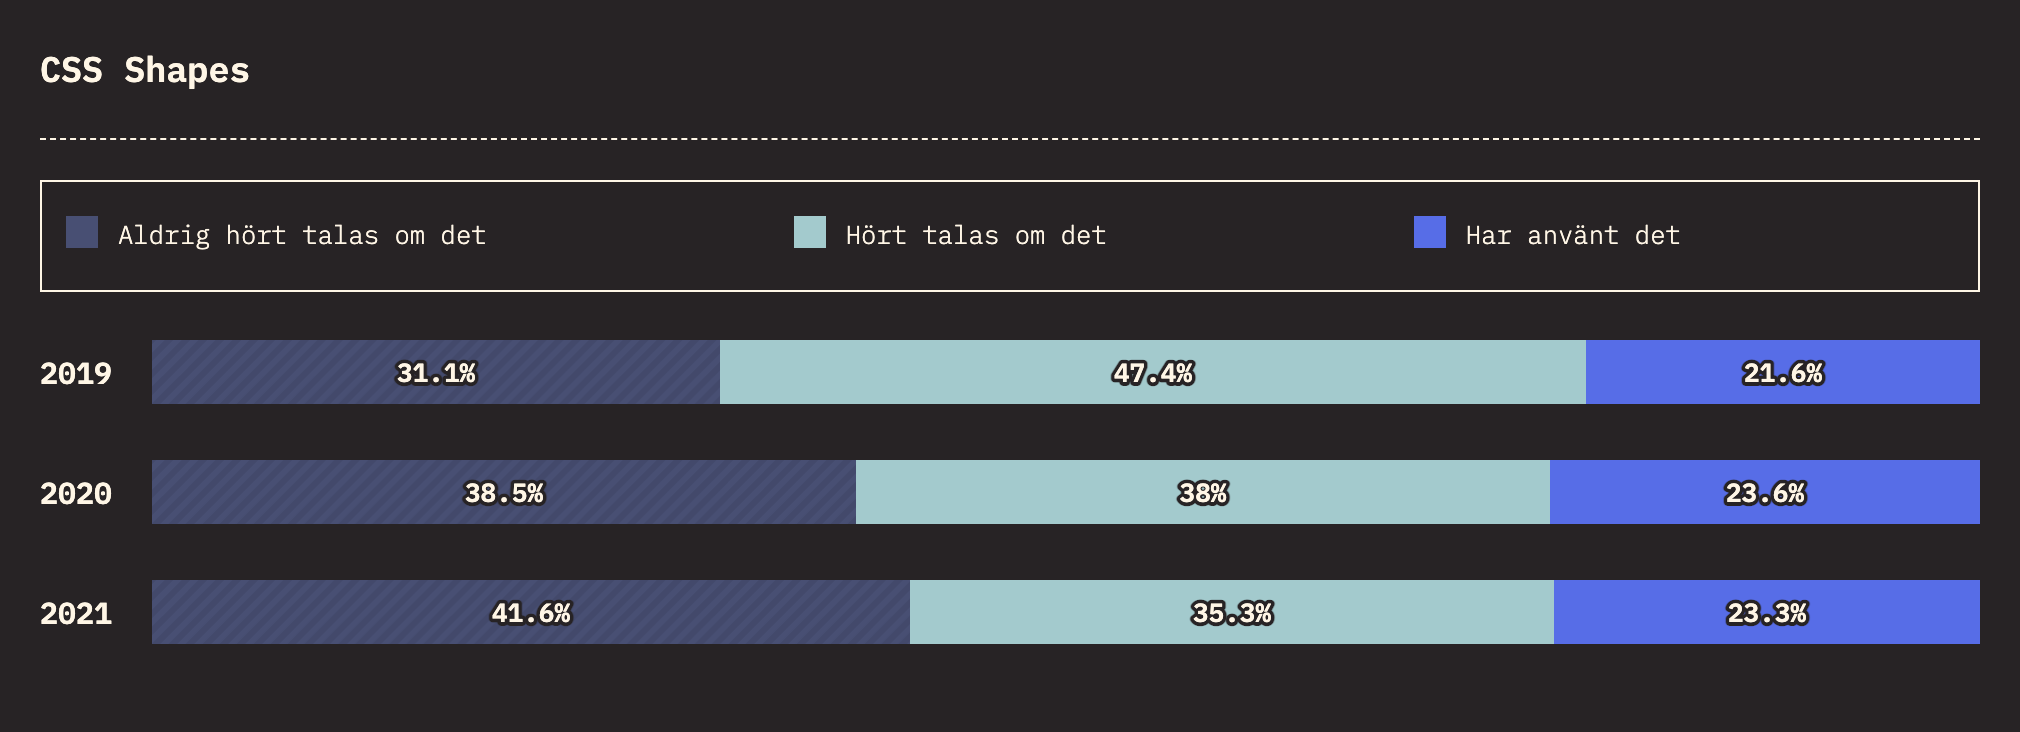 CSS Shapes
Aldrig hört talas om det Hört talas om det Har använt det
2019 31.1% 47.4% 21.6%
2020 38.5% 38% 23.6%
2021 41.6% 35.3% 23.3%